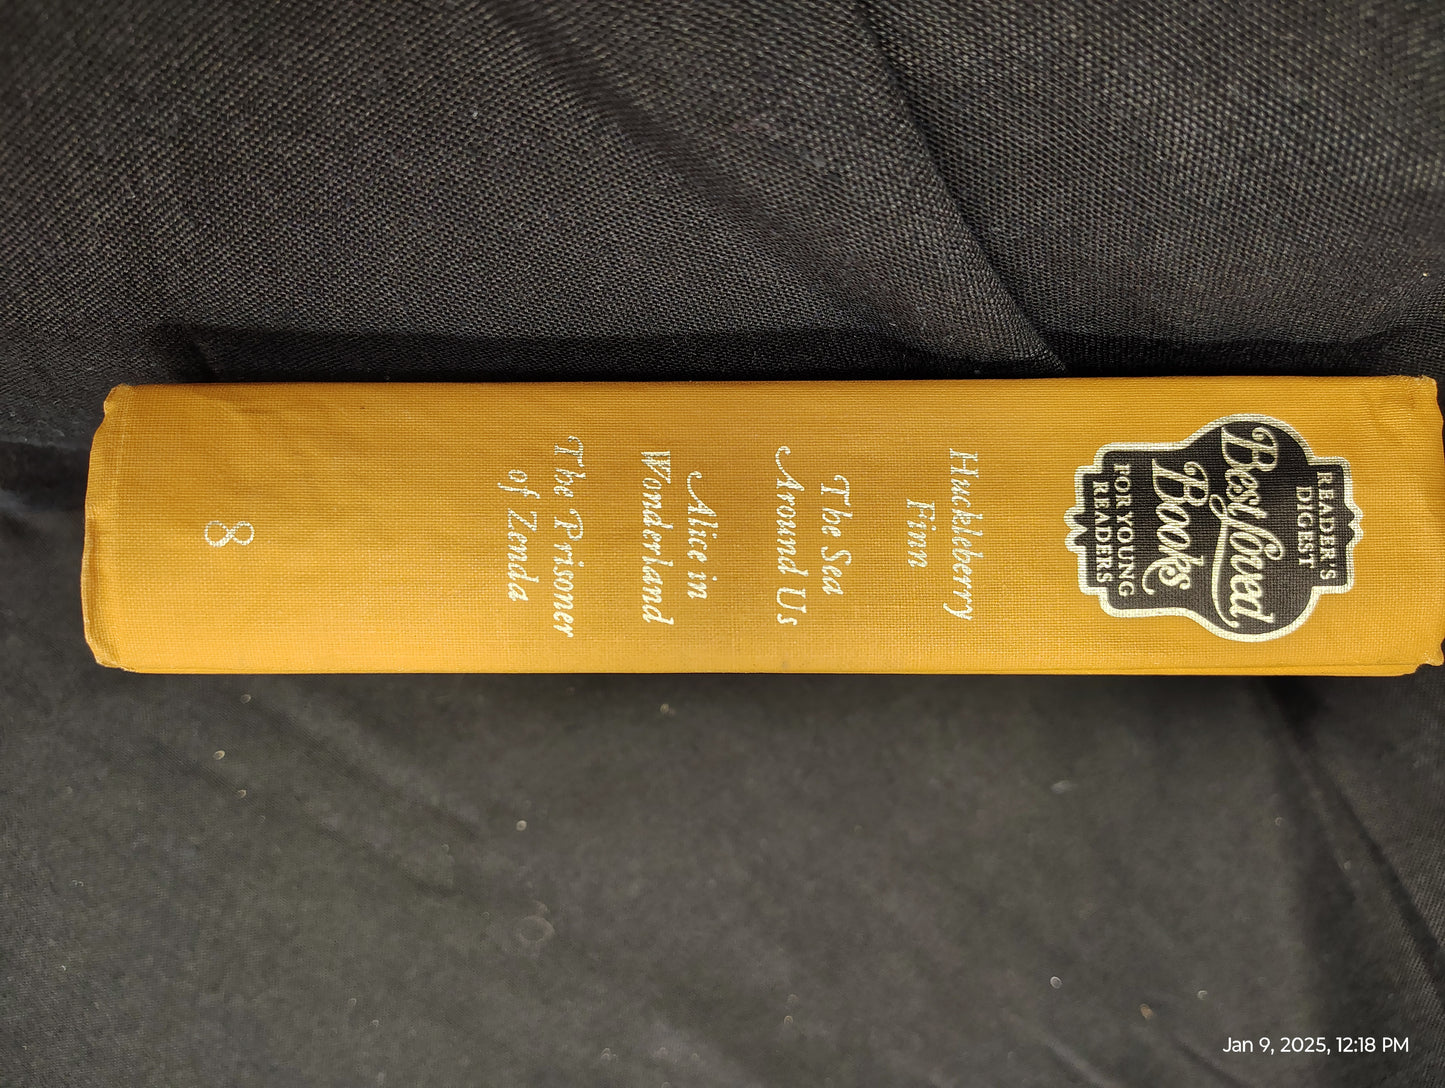 READER'S
DIGEST
Best Loved
Books
FOR YOUNG
READERS
Huckleberry
Finn
The Sea
Around Us
Alice in
Wonderland
The Prisoner
of Zenda
8
Jan 9, 2025, 12:18 PM